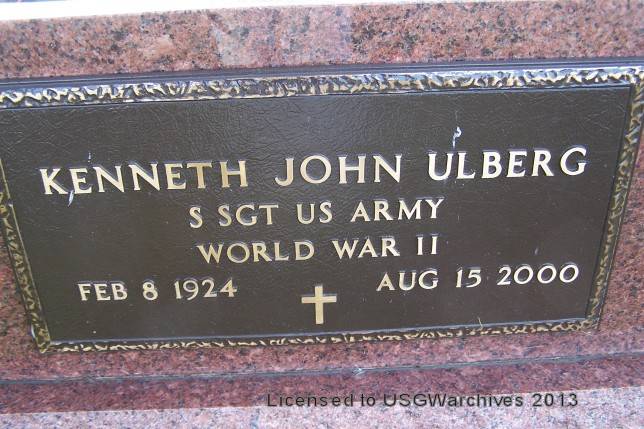 KENNETH JOHN ULBERG
S SGT US ARMY
WORLD WAR II
FEB 8 1924 AUG 15 2000
Licensed to USGWarchives 2013